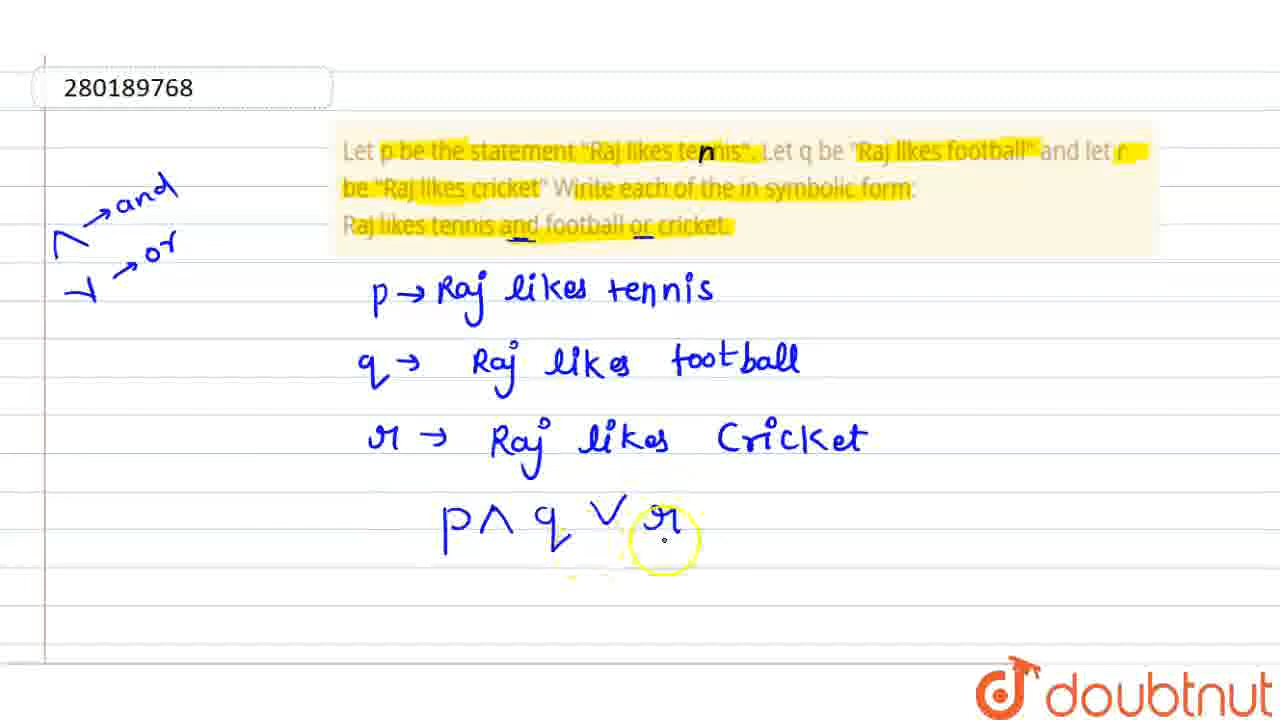 280189768
Let p be the statement "Raj likes tennis". Let q be "Raj likes football" and let r
be "Raj likes cricket" Wirite each of the in symbolic form:
Raj likes tennis and football or cricket.
∧ → and
∨ → or
p → Raj likes tennis
q → Raj likes football
r → Raj likes Cricket
p ∧ q ∨ r
doubtnut